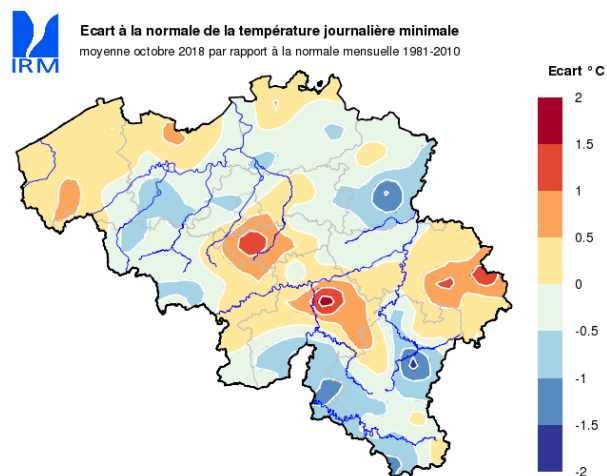 Ecart à la normale de la température journalière minimale
moyenne octobre 2018 par rapport à la normale mensuelle 1981-2010
IRM
Ecart °C
2
1.5
1
0.5
0
-0.5
-1
-1.5
-2